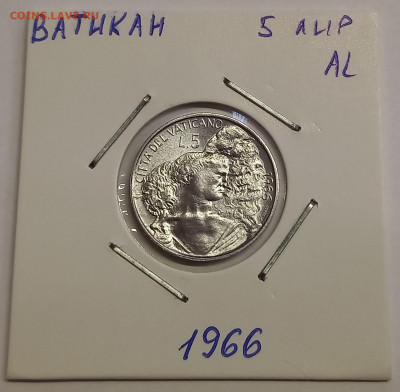 COINS.LAVE.RU
ВАТИКАН 5 ЛИР
AL
CITTÀ DEL VATICANO
L.5
1966
1966